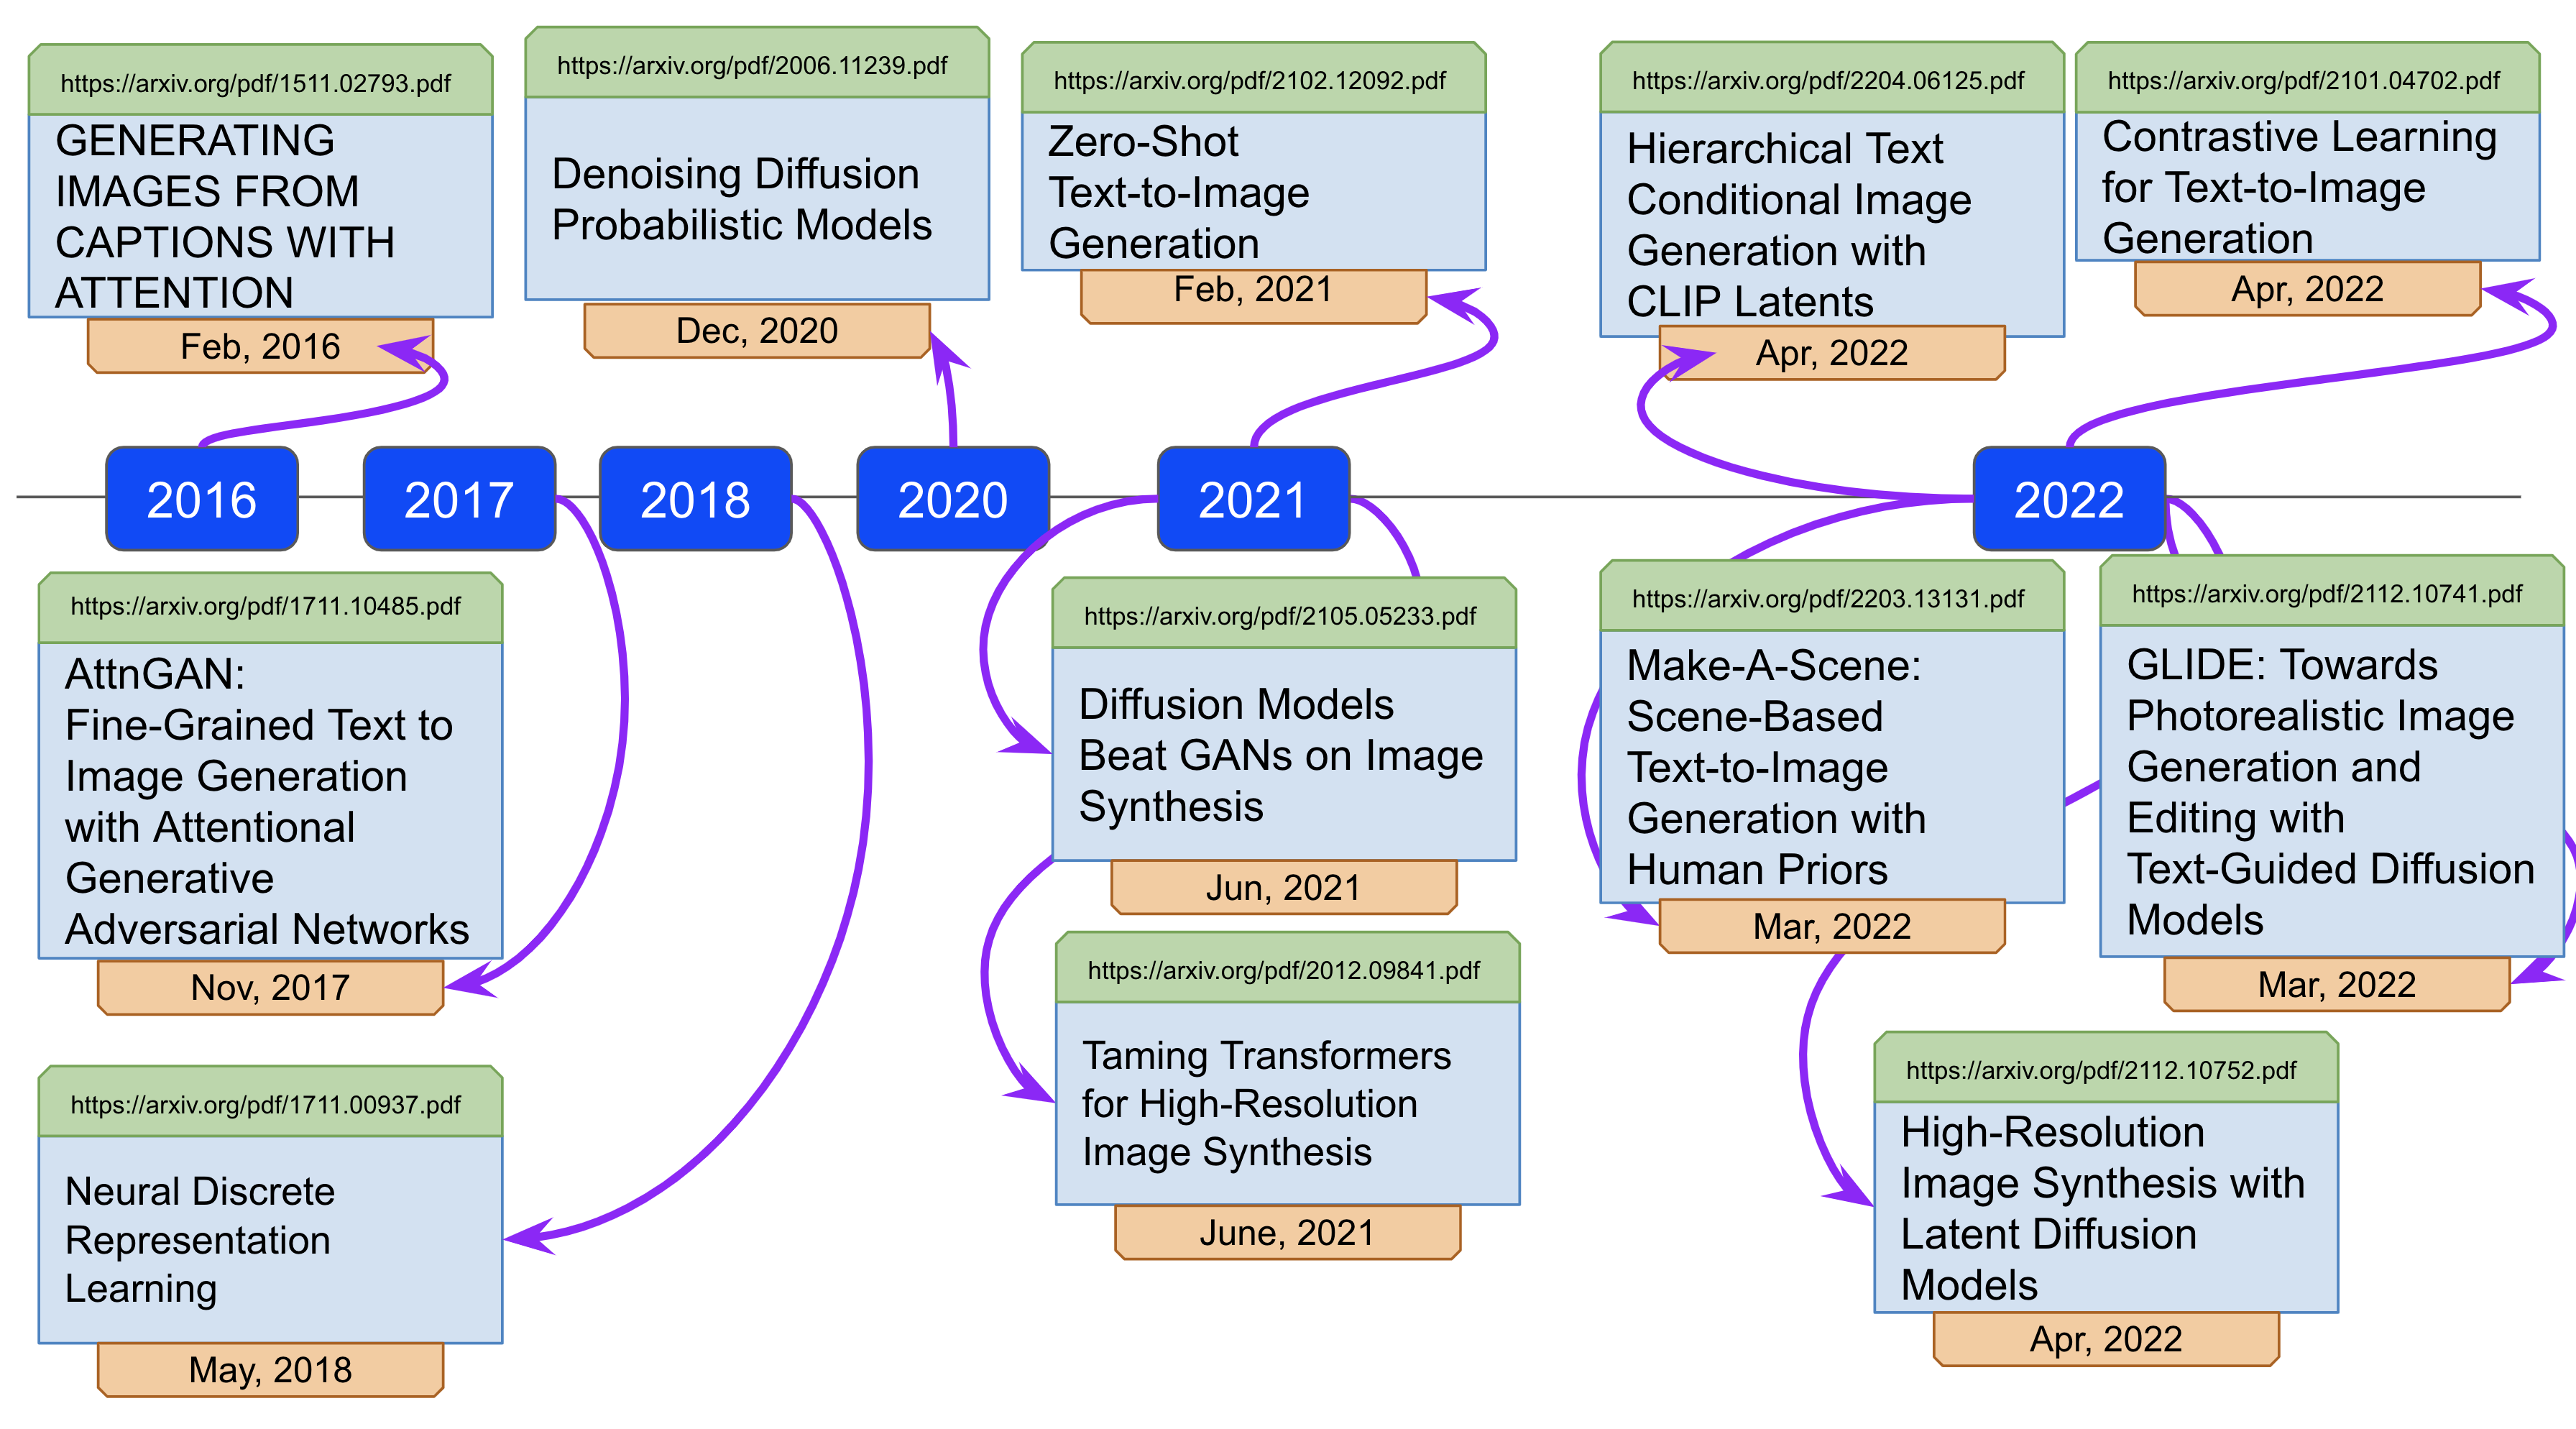 https://arxiv.org/pdf/1511.02793.pdf
GENERATING
IMAGES FROM
CAPTIONS WITH
ATTENTION
Feb, 2016
https://arxiv.org/pdf/2006.11239.pdf
Denoising Diffusion
Probabilistic Models
Dec, 2020
https://arxiv.org/pdf/2102.12092.pdf
Zero-Shot
Text-to-Image
Generation
Feb, 2021
https://arxiv.org/pdf/2204.06125.pdf
Hierarchical Text
Conditional Image
Generation with
CLIP Latents
Apr, 2022
https://arxiv.org/pdf/2101.04702.pdf
Contrastive Learning
for Text-to-Image
Generation
Apr, 2022
2016
2017
2018
2020
2021
2022
https://arxiv.org/pdf/1711.10485.pdf
AttnGAN:
Fine-Grained Text to
Image Generation
with Attentional
Generative
Adversarial Networks
Nov, 2017
https://arxiv.org/pdf/1711.00937.pdf
Neural Discrete
Representation
Learning
May, 2018
https://arxiv.org/pdf/2105.05233.pdf
Diffusion Models
Beat GANs on Image
Synthesis
Jun, 2021
https://arxiv.org/pdf/2012.09841.pdf
Taming Transformers
for High-Resolution
Image Synthesis
June, 2021
https://arxiv.org/pdf/2203.13131.pdf
Make-A-Scene:
Scene-Based
Text-to-Image
Generation with
Human Priors
Mar, 2022
https://arxiv.org/pdf/2112.10741.pdf
GLIDE: Towards
Photorealistic Image
Generation and
Editing with
Text-Guided Diffusion
Models
Mar, 2022
https://arxiv.org/pdf/2112.10752.pdf
High-Resolution
Image Synthesis with
Latent Diffusion
Models
Apr, 2022